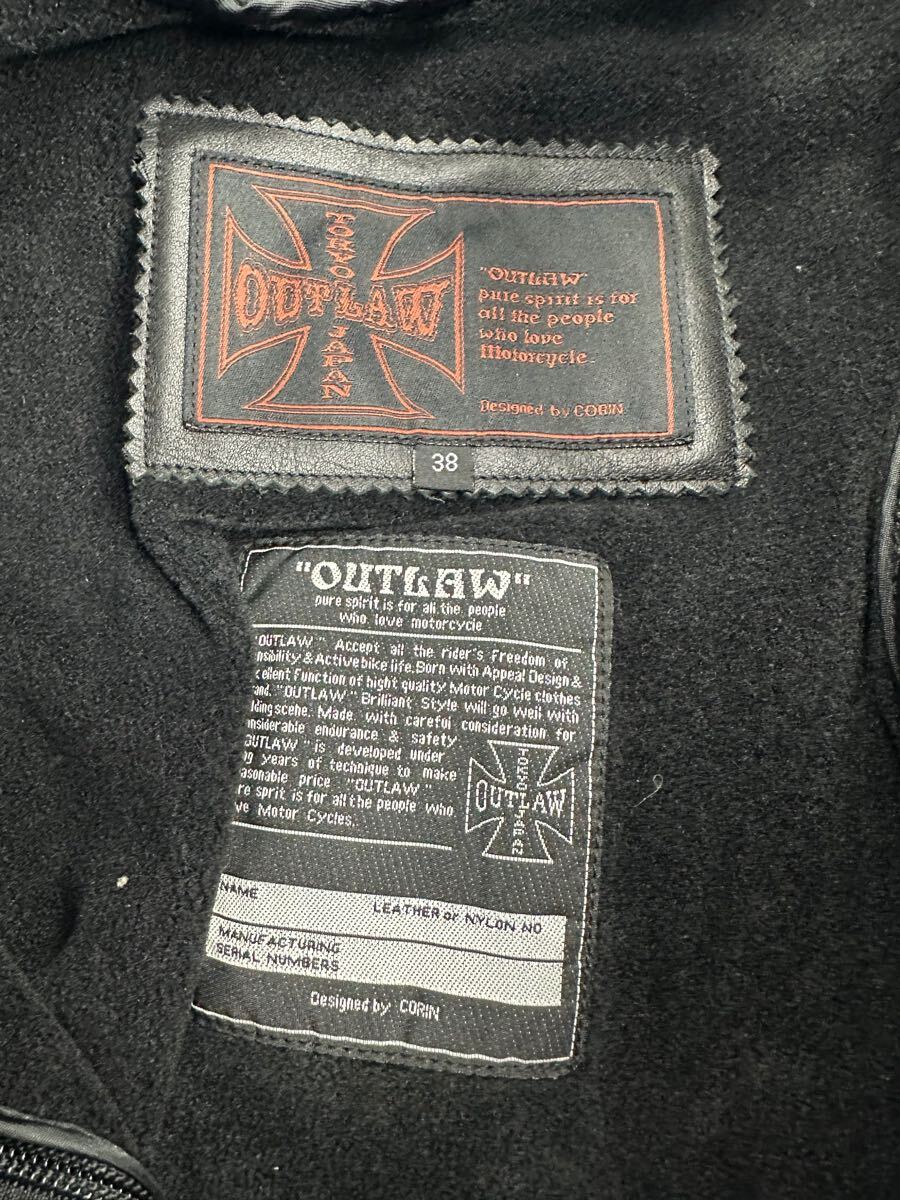 TOKYO JAPAN
OUTLAW
"OUTLAW"
pure spirit is for
all the people
who love
Motorcycle.
Designed by CORIN
38
"OUTLAW"
pure spirit is for all the people
who love motorcycle
"OUTLAW" Accept all the rider's Freedom of
nsibility & Active bike life. Born with Appeal Design &
cellent Function of hight quality Motor Cycle clothes
and. "OUTLAW" Brilliant Style will go well with
lding scene. Made with careful consideration for
nsiderable endurance & safety
OUTLAW" is developed under
ng years of technique to make
asonable price "OUTLAW"
re sprit is for all the people who
ve Motor Cycles.
TOKYO JAPAN
OUTLAW
NAME
LEATHER OR NYLON NO
MANUFACTURING
SERIAL NUMBERS
Designed by CORIN